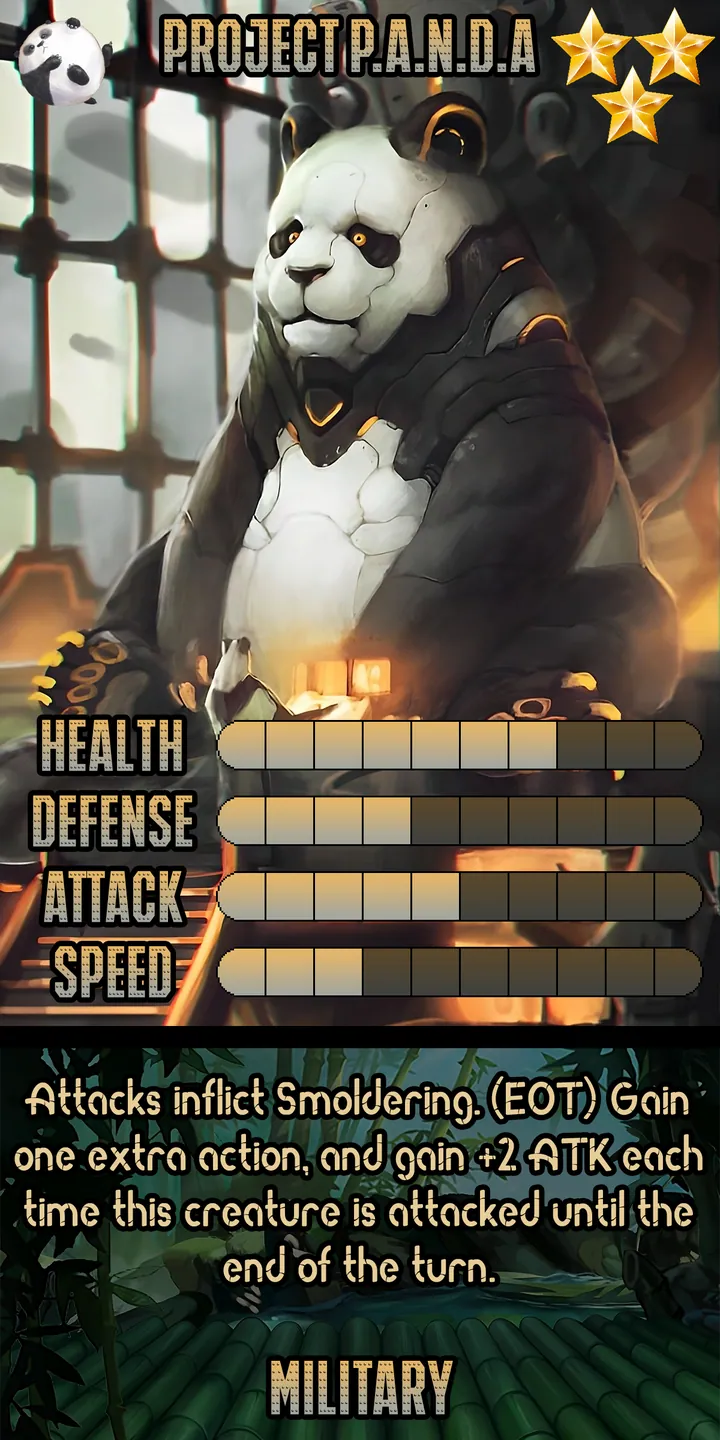 PROJECT P.A.N.D.A
HEALTH
DEFENSE
ATTACK
SPEED
Attacks inflict Smoldering. (EOT) Gain
one extra action, and gain +2 ATK each
time this creature is attacked until the
end of the turn.
MILITARY